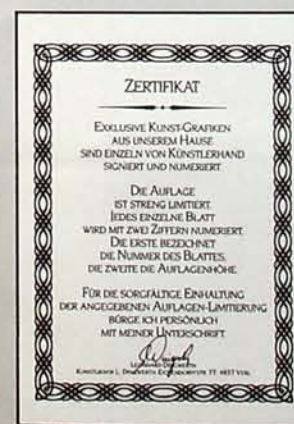 ZERTIFIKAT
EXKLUSIVE KUNST-GRAFIKEN
AUS UNSEREM HAUSE
SIND EINZELN VON KÜNSTLERHAND
SIGNIERT UND NUMERIERT.
DIE AUFLAGE
IST STRENG LIMITIERT.
JEDES EINZELNE BLATT
WIRD MIT ZWEI ZIFFERN NUMERIERT.
DIE ERSTE BEZEICHNET
DIE NUMMER DES BLATTES,
DIE ZWEITE DIE AUFLAGENHÖHE.
FÜR DIE SORGFÄLTIGE EINHALTUNG
DER ANGEGEBENEN AUFLAGEN-LIMITIERUNG
BÜRGE ICH PERSÖNLICH
MIT MEINER UNTERSCHRIFT.
L. 4837 VERL